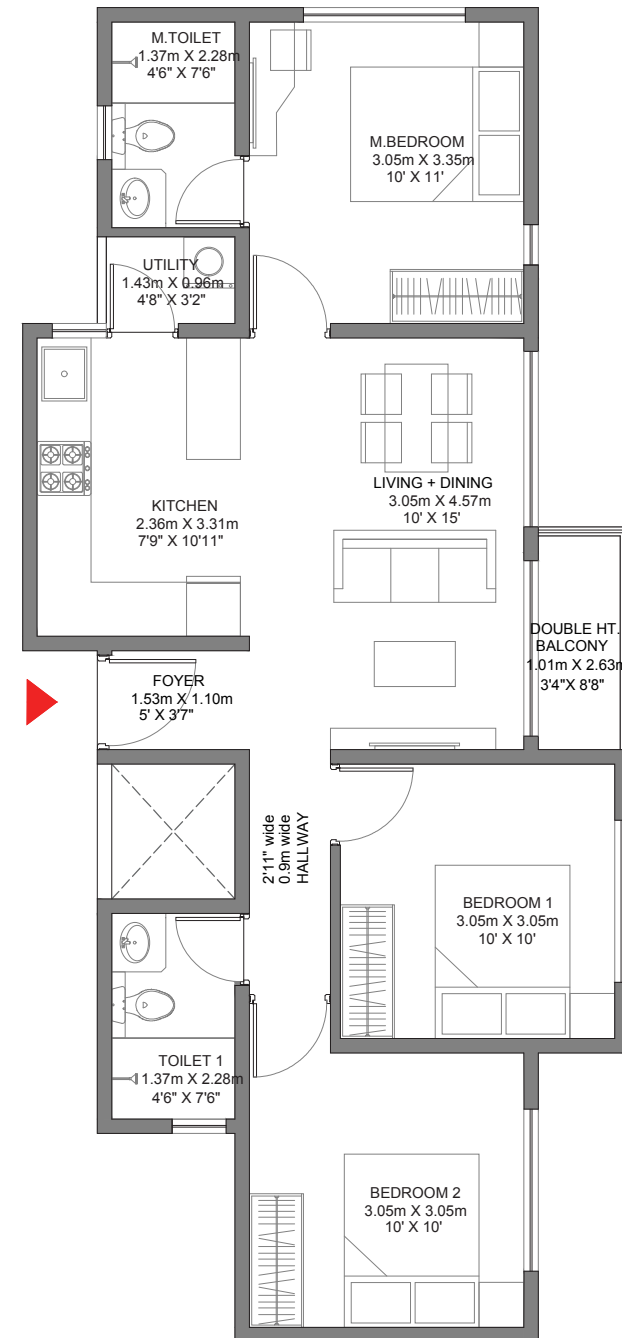 M.TOILET
1.37m X 2.28m
4'6" X 7'6"
M.BEDROOM
3.05m X 3.35m
10' X 11'
UTILITY
1.43m X 0.96m
4'8" X 3'2"
LIVING + DINING
3.05m X 4.57m
10' X 15'
KITCHEN
2.36m X 3.31m
7'9" X 10'11"
DOUBLE HT.
BALCONY
1.01m X 2.63m
3'4"X 8'8"
FOYER
1.53m X 1.10m
5' X 3'7"
2'11" wide
0.9m wide
HALLWAY
BEDROOM 1
3.05m X 3.05m
10' X 10'
TOILET 1
1.37m X 2.28m
4'6" X 7'6"
BEDROOM 2
3.05m X 3.05m
10' X 10'